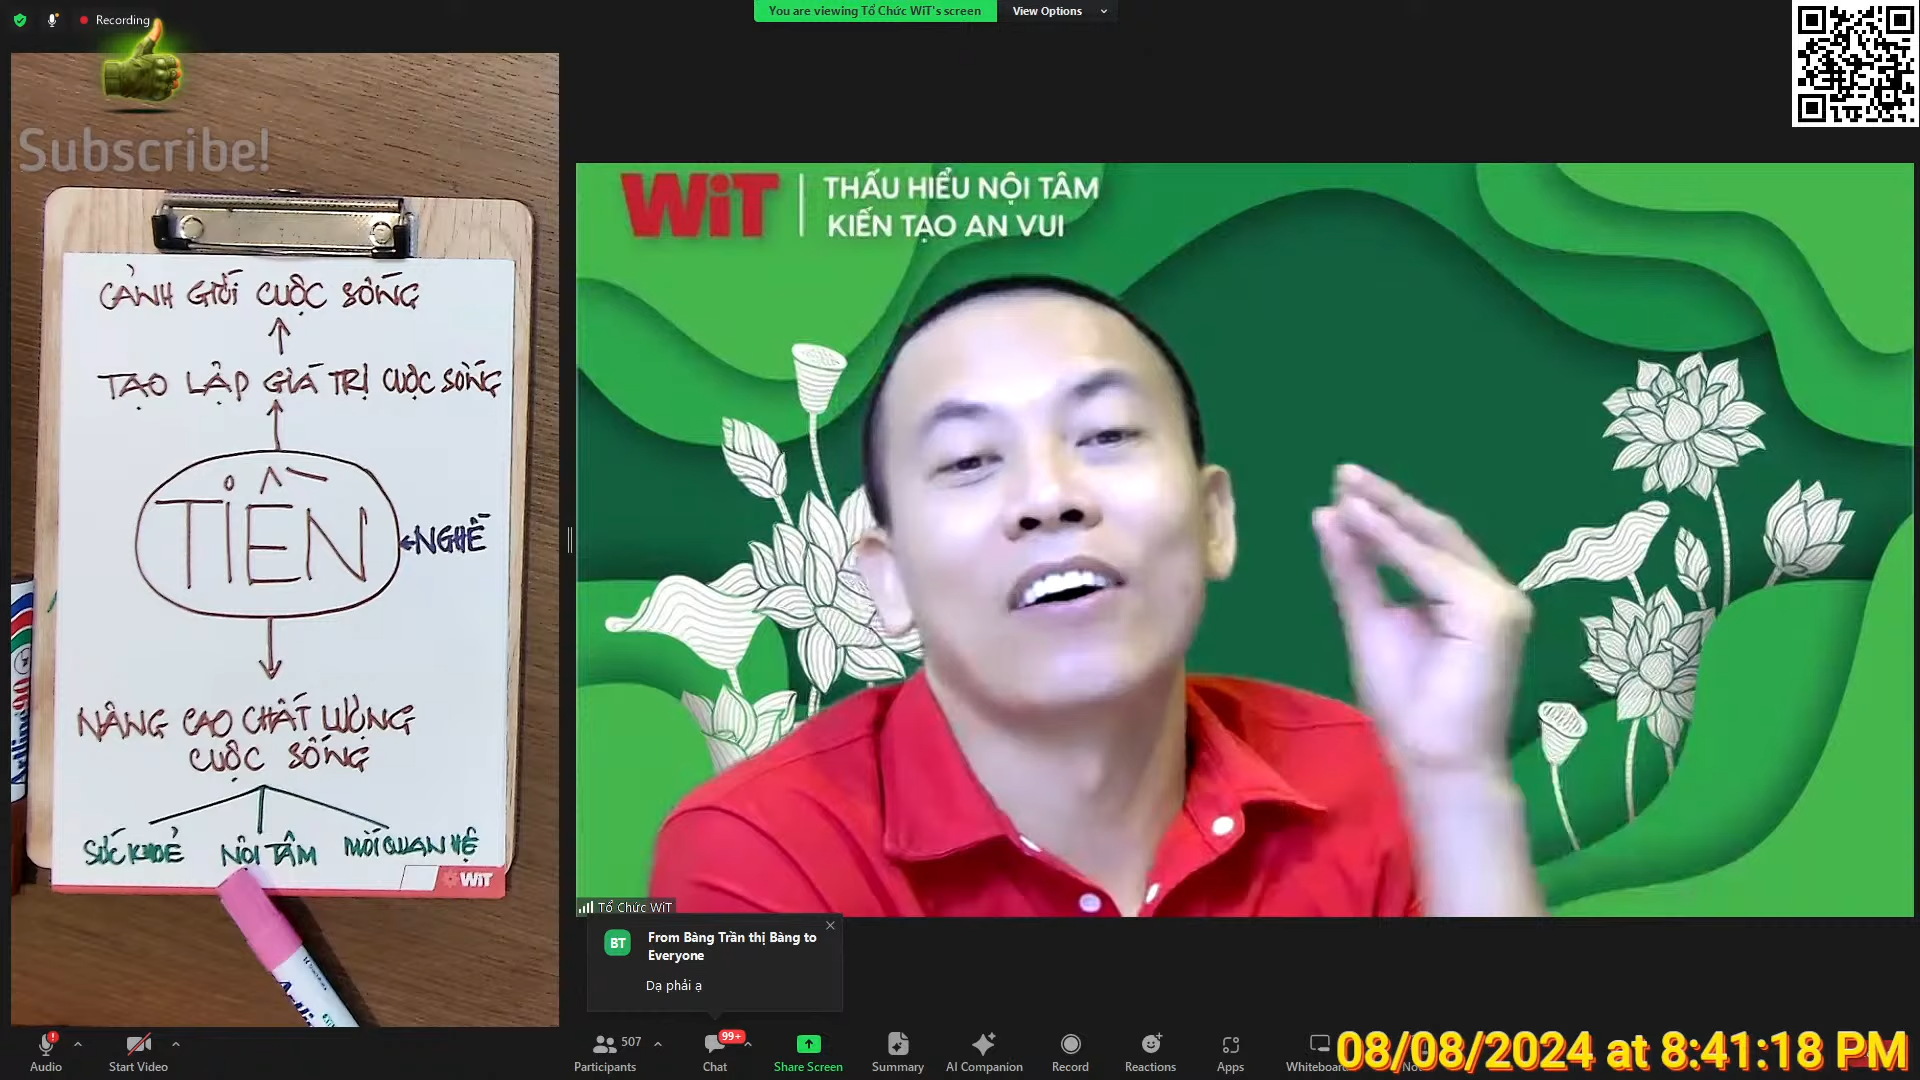 Recording
You are viewing Tổ Chức WiT's screen
View Options
Subscribe!
CẢNH GIỚI CUỘC SỐNG
TẠO LẬP GIÁ TRỊ CUỘC SỐNG
TIỀN
NGHỀ
NÂNG CAO CHẤT LƯỢNG
CUỘC SỐNG
SỨC KHOẺ
NỘI TÂM
MỐI QUAN HỆ
WiT
WiT
THẤU HIỂU NỘI TÂM
KIẾN TẠO AN VUI
Tổ Chức WiT
BT
From Bàng Trần thị Bàng to
Everyone
Dạ phải ạ
Audio
Start Video
507
Participants
99+
Chat
Share Screen
Summary
AI Companion
Record
Reactions
Apps
08/08/2024 at 8:41:18 PM